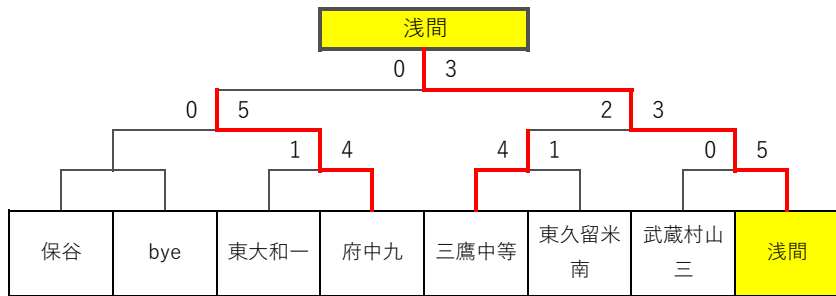 浅間
0 3
0 5 2 3
1 4 4 1 0 5
保谷 bye 東大和一 府中九 三鷹中等 東久留米 武蔵村山 浅間
南 三